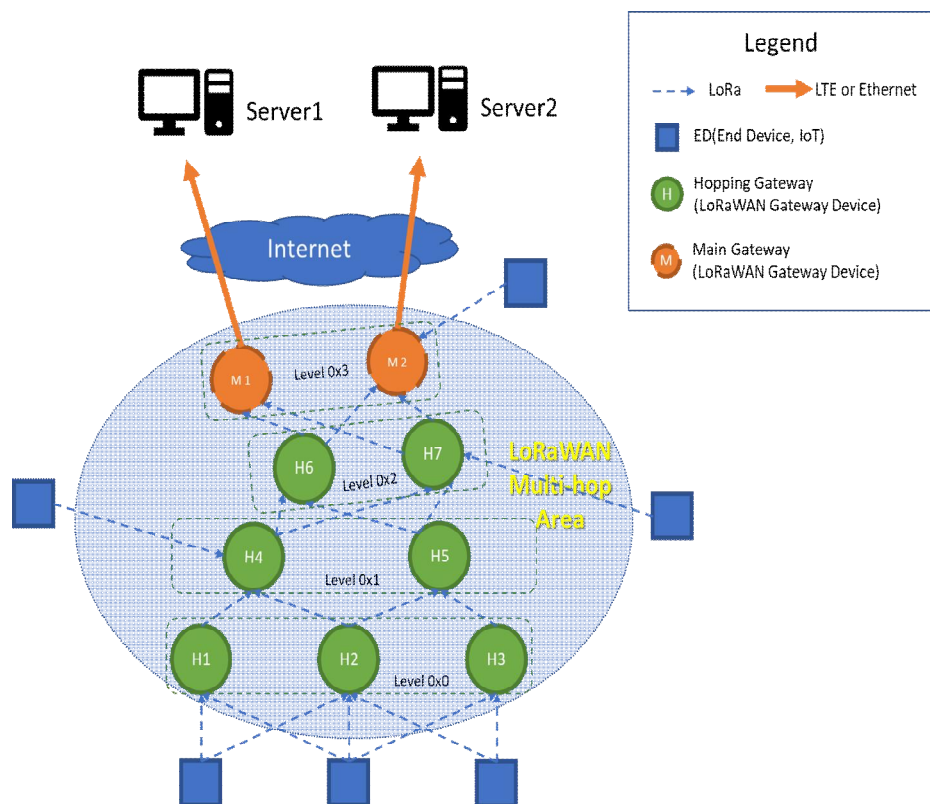 Legend
LoRa
LTE or Ethernet
ED(End Device, IoT)
H
Hopping Gateway
(LoRaWAN Gateway Device)
M
Main Gateway
(LoRaWAN Gateway Device)
Server1
Server2
Internet
M 1
Level 0x3
M 2
H6
Level 0x2
H7
LoRaWAN
Multi-hop
Area
H4
Level 0x1
H5
H1
H2
H3
Level 0x0